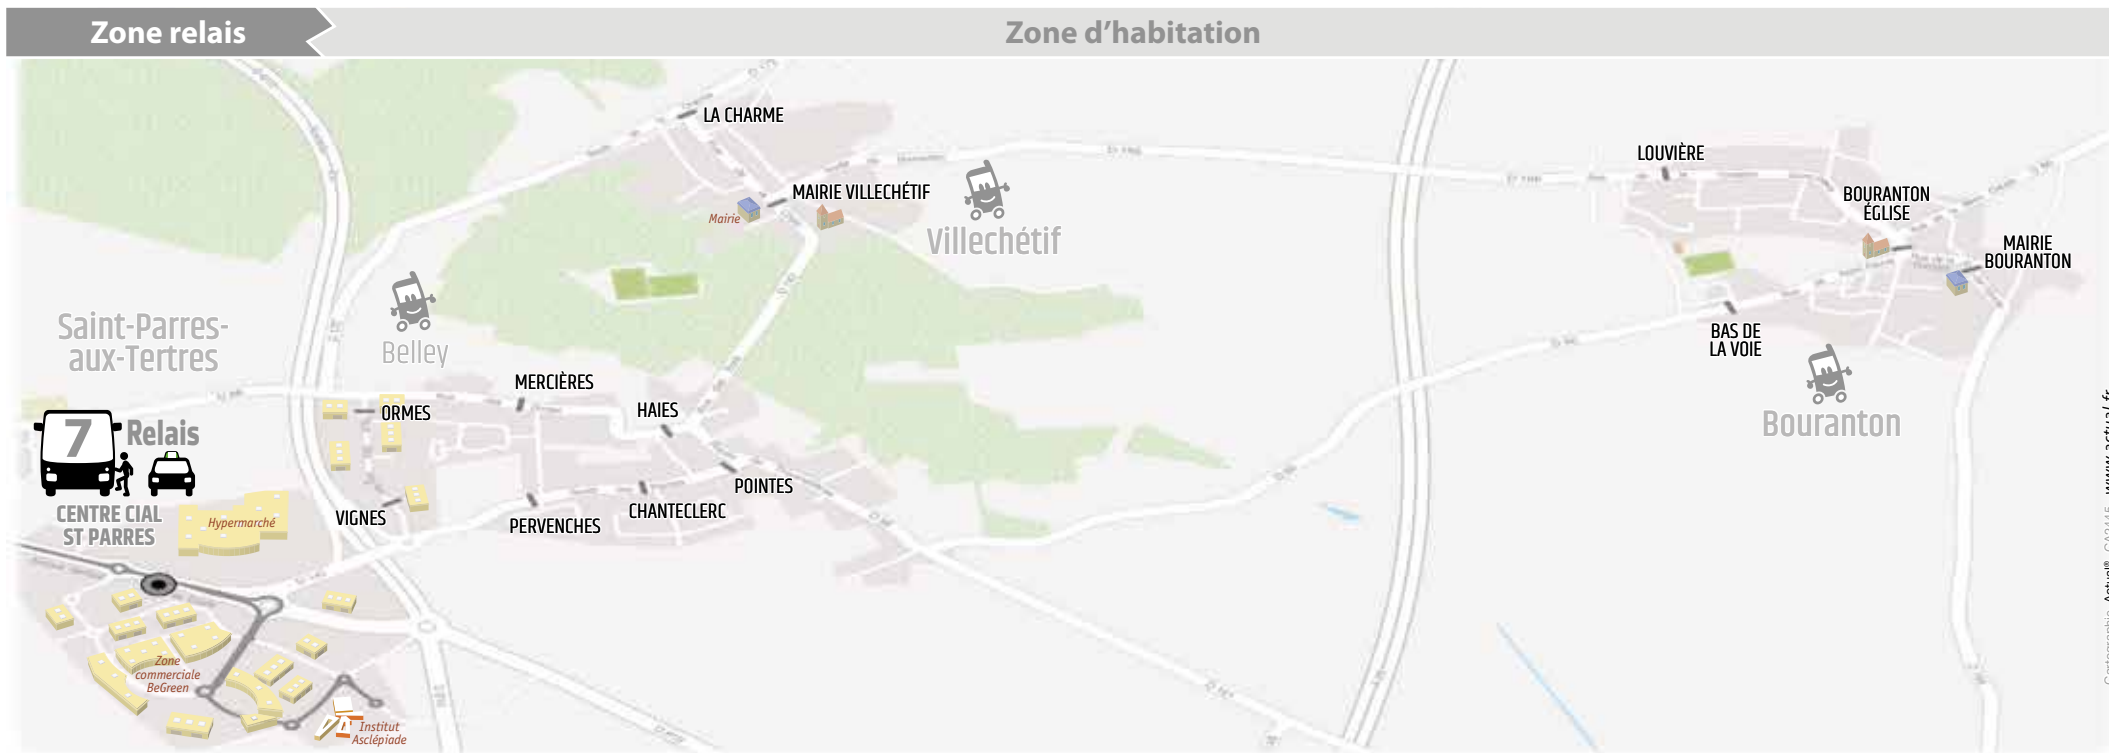 Zone relais
Zone d'habitation
LA CHARME
MAIRIE VILLECHÉTIF
Mairie
Villechétif
LOUVIÈRE
BOURANTON
ÉGLISE
MAIRIE
BOURANTON
BAS DE
LA VOIE
Bouranton
Saint-Parres-
aux-Tertres
Belley
MERCIÈRES
ORMES
HAIES
7 Relais
POINTES
CHANTECLERC
PERVENCHES
VIGNES
CENTRE CIAL
ST PARRES
Hypermarché
Zone
commerciale
BeGreen
Institut
Asclépiade